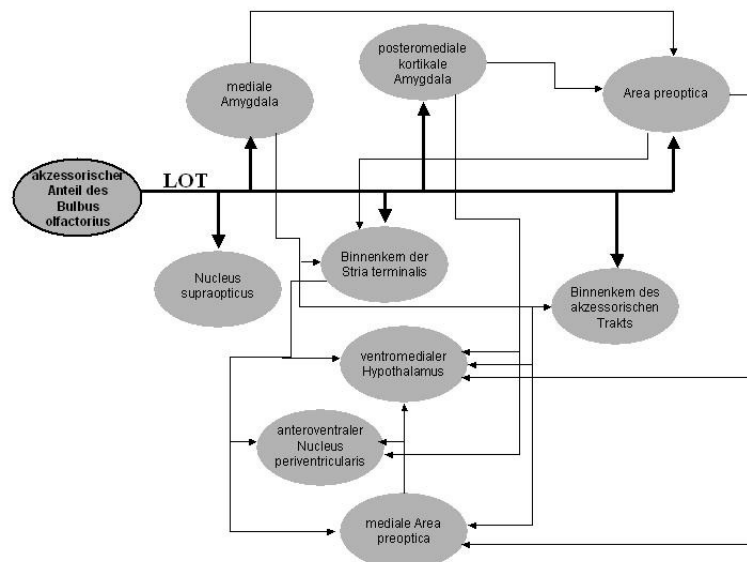 mediale
Amygdala
posteromediale
kortikale
Amygdala
Area preoptica
akzessorischer
Anteil des
Bulbus
olfactorius
LOT
Nucleus
supraopticus
Binnenkern der
Stria terminalis
Binnenkern des
akzessorischen
Trakts
ventromedialer
Hypothalamus
anteroventraler
Nucleus
periventricularis
mediale Area
preoptica